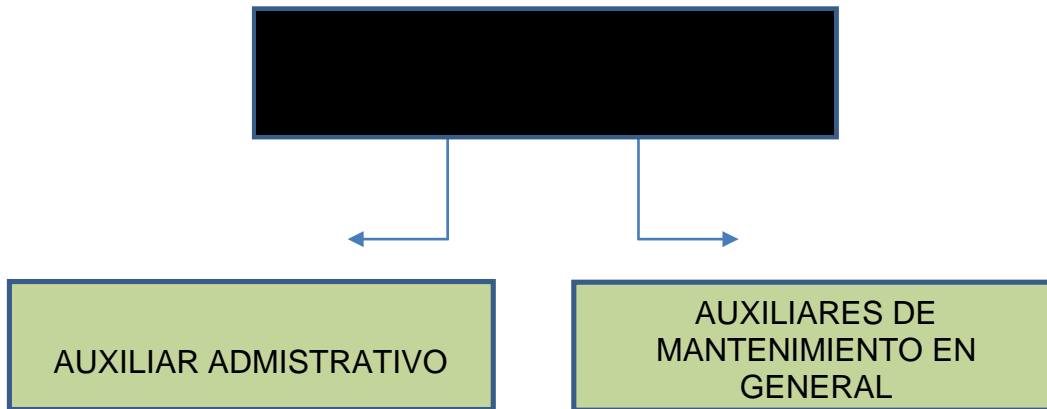 AUXILIAR ADMISTRATIVO
AUXILIARES DE
MANTENIMIENTO EN
GENERAL